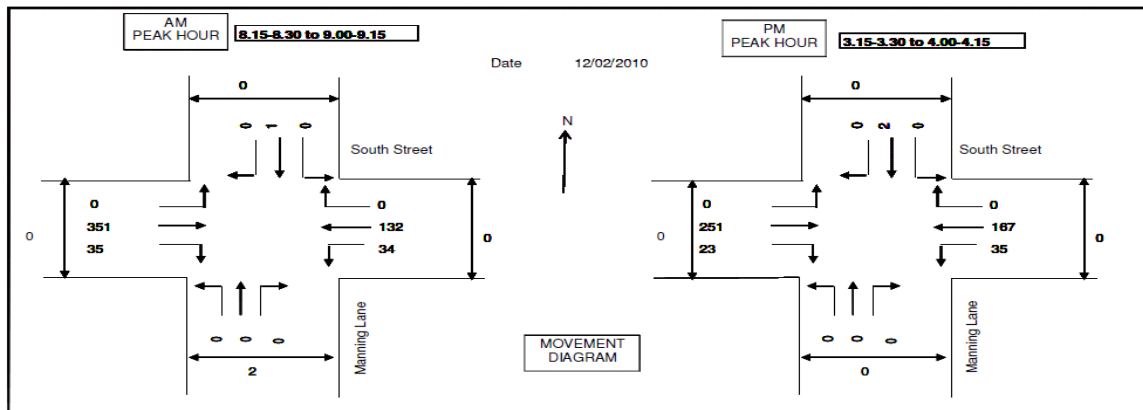 AM
PEAK HOUR
8.15-8.30 to 9.00-9.15
PM
PEAK HOUR
3.15-3.30 to 4.00-4.15
Date 12/02/2010
0
0 1 0
South Street
0
351
35
0
0
132
34
0
0 0 0
2
Manning Lane
N
MOVEMENT
DIAGRAM
0
0 2 0
South Street
0
251
23
0
0
167
35
0
0 0 0
0
Manning Lane